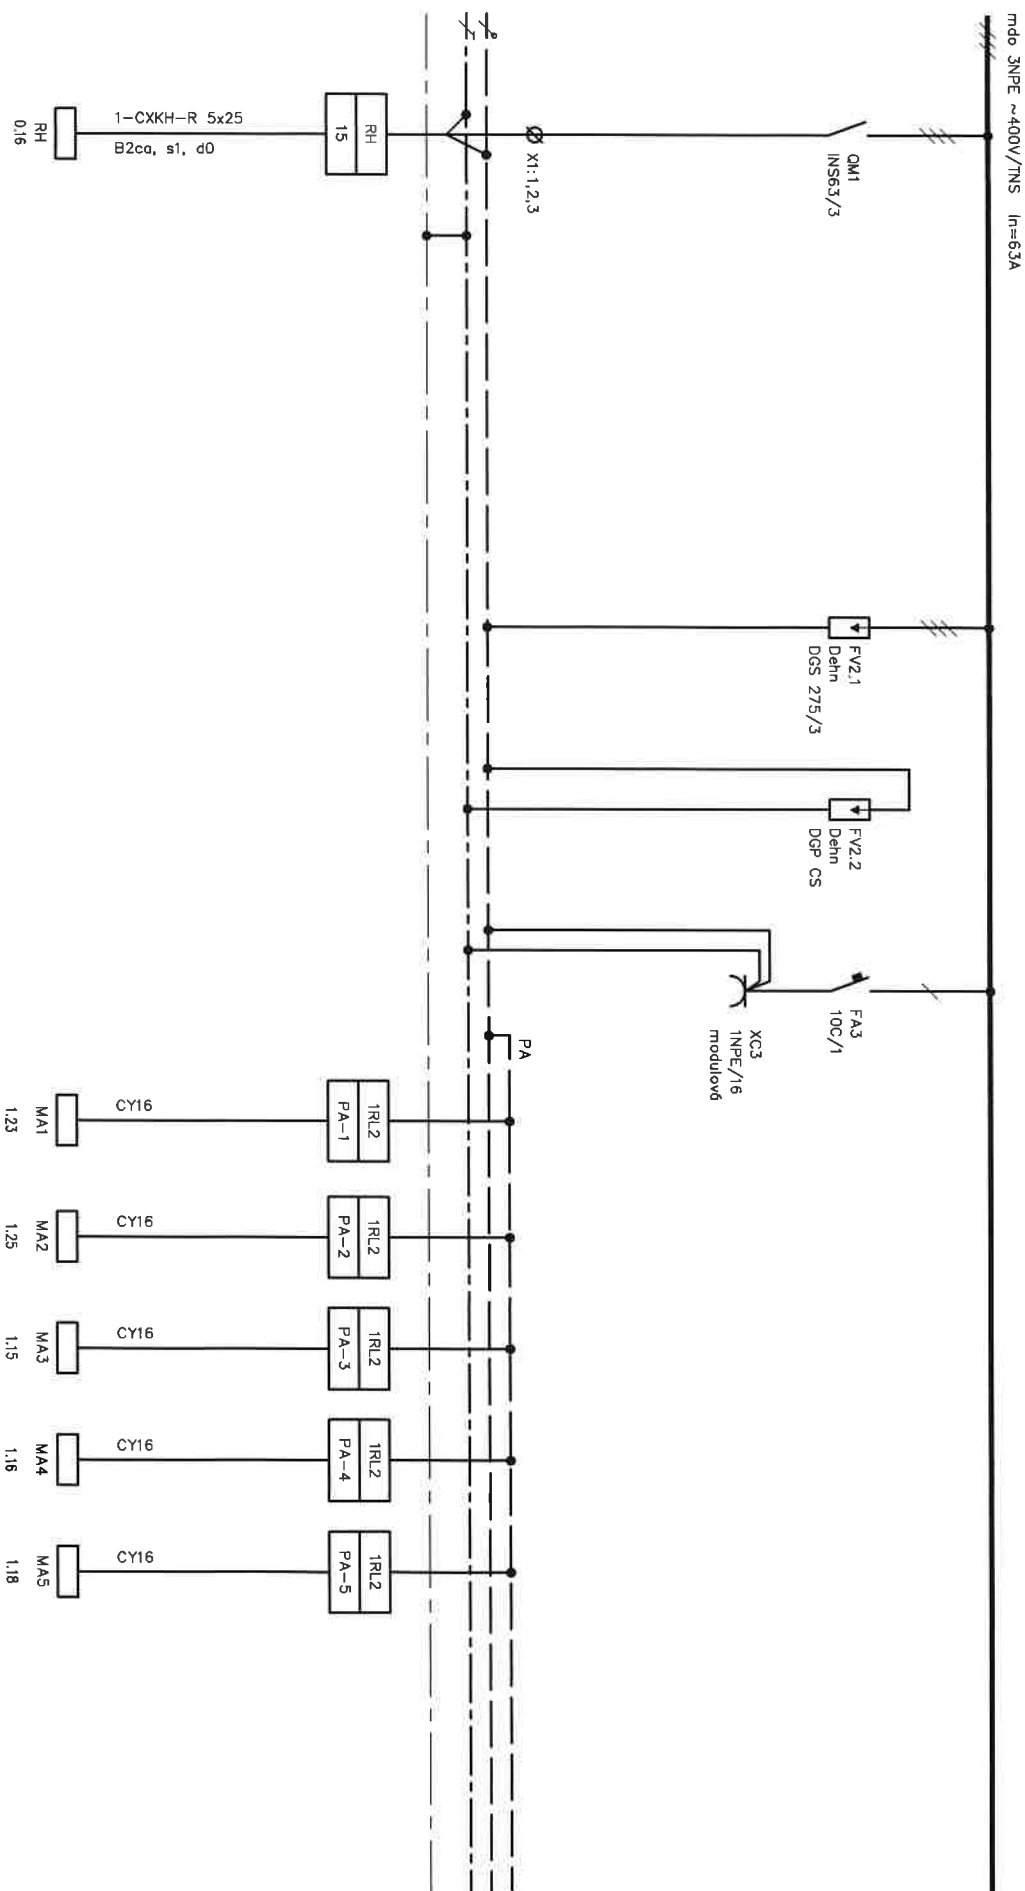 mdo 3NPE ~400V/TNS In=63A
QM1
INS63/3
X1:1,2,3
RH
15
1-CXKH-R 5x25
B2ca, s1, d0
RH
0.16
FV2.1
Dehn
DGS 275/3
FV2.2
Dehn
DGP CS
FA3
10C/1
XC3
1NPE/16
modulová
PA
1RL2
PA-1
CY16
MA1
1.23
1RL2
PA-2
CY16
MA2
1.25
1RL2
PA-3
CY16
MA3
1.15
1RL2
PA-4
CY16
MA4
1.16
1RL2
PA-5
CY16
MA5
1.18